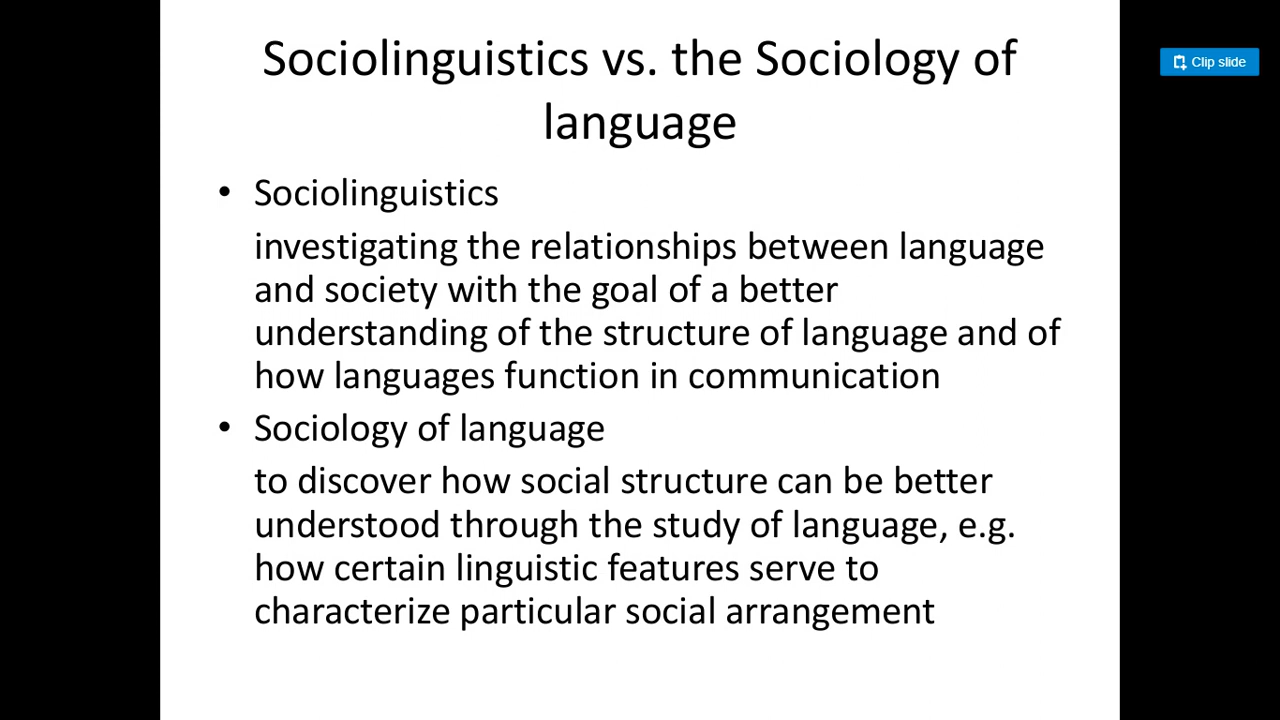 Sociolinguistics vs. the Sociology of
language
Clip slide
• Sociolinguistics
investigating the relationships between language
and society with the goal of a better
understanding of the structure of language and of
how languages function in communication
• Sociology of language
to discover how social structure can be better
understood through the study of language, e.g.
how certain linguistic features serve to
characterize particular social arrangement